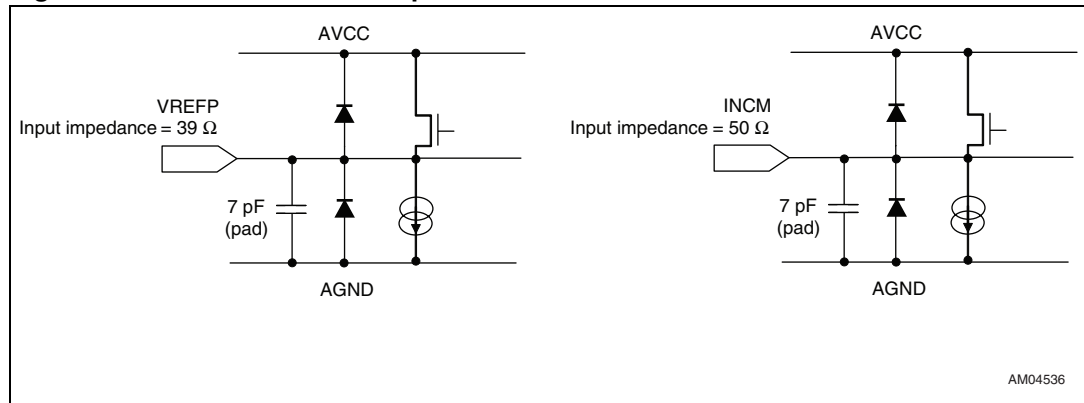 AVCC
VREFP
Input impedance = 39 Ω
7 pF
(pad)
AGND
AVCC
INCM
Input impedance = 50 Ω
7 pF
(pad)
AGND
AM04536